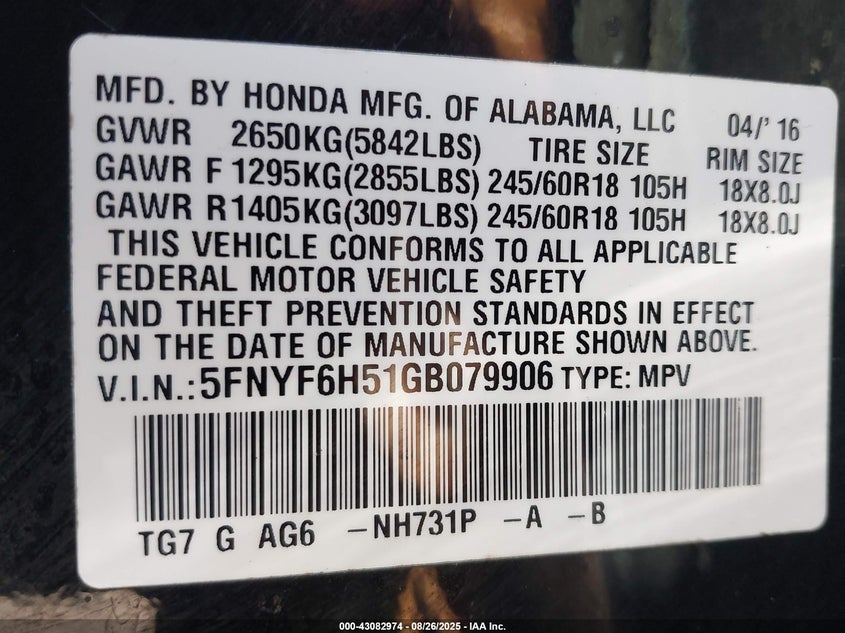 MFD. BY HONDA MFG. OF ALABAMA, LLC 04/' 16
GVWR 2650KG(5842LBS) TIRE SIZE RIM SIZE
GAWR F 1295KG(2855LBS) 245/60R18 105H 18X8.0J
GAWR R1405KG(3097LBS) 245/60R18 105H 18X8.0J
THIS VEHICLE CONFORMS TO ALL APPLICABLE
FEDERAL MOTOR VEHICLE SAFETY
AND THEFT PREVENTION STANDARDS IN EFFECT
ON THE DATE OF MANUFACTURE SHOWN ABOVE.
V.I.N.: 5FNYF6H51GB079906 TYPE: MPV
TG7 G AG6 -NH731P -A -B
000-43082974 - 08/26/2025 - IAA Inc.